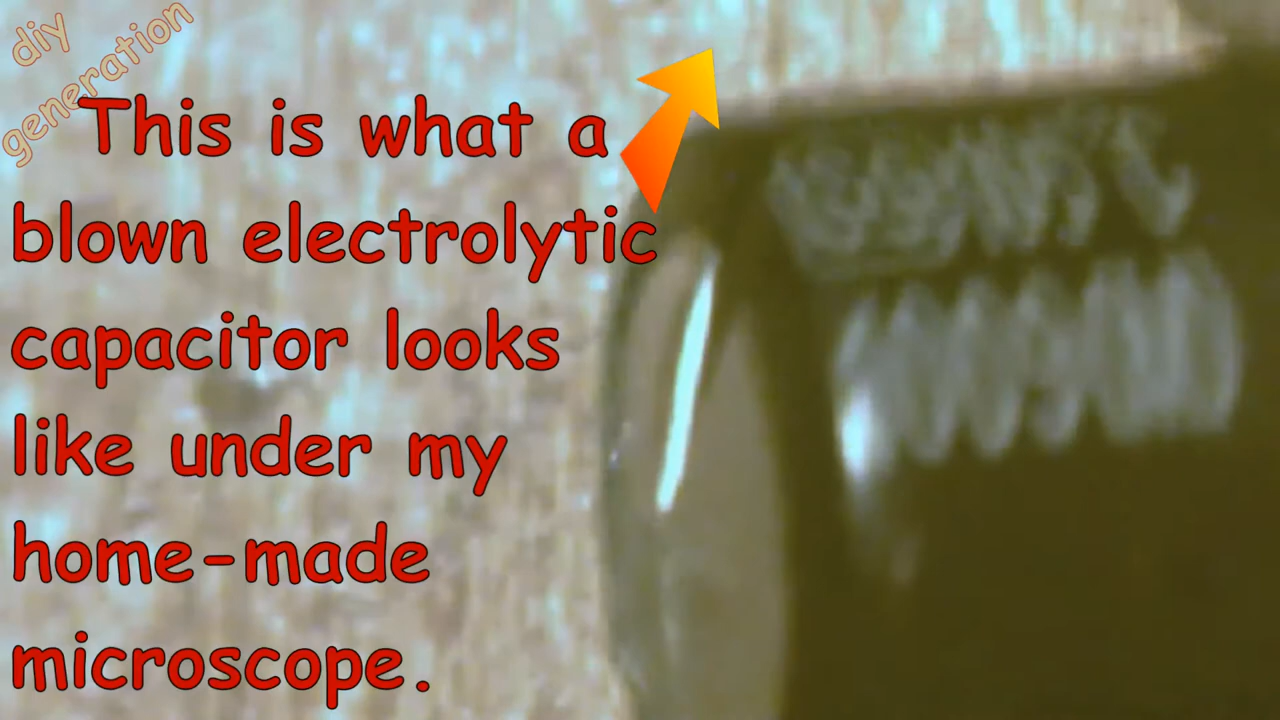 diy
generation
This is what a
blown electrolytic
capacitor looks
like under my
home-made
microscope.